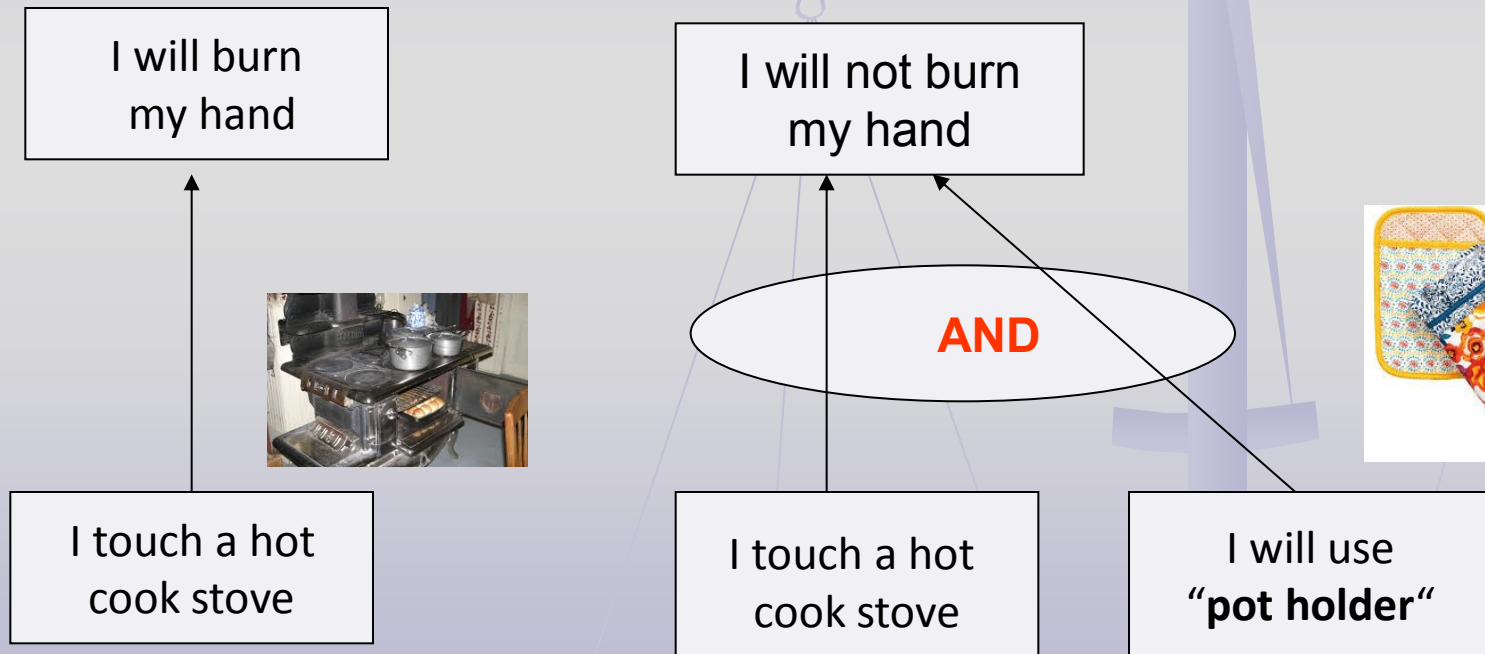 I will burn
my hand
I will not burn
my hand
AND
I touch a hot
cook stove
I touch a hot
cook stove
I will use
“pot holder“